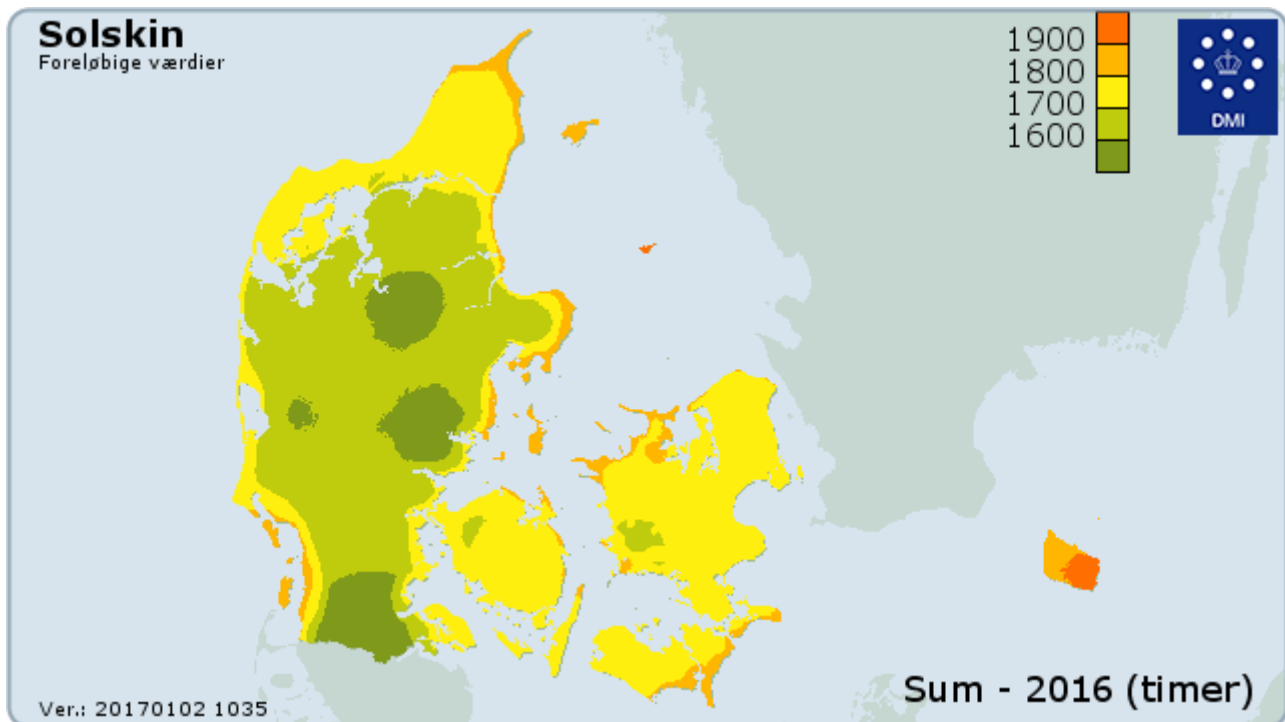 Solskin
Foreløbige værdier
1900
1800
1700
1600
DMI
Sum - 2016 (timer)
Ver.: 20170102 1035